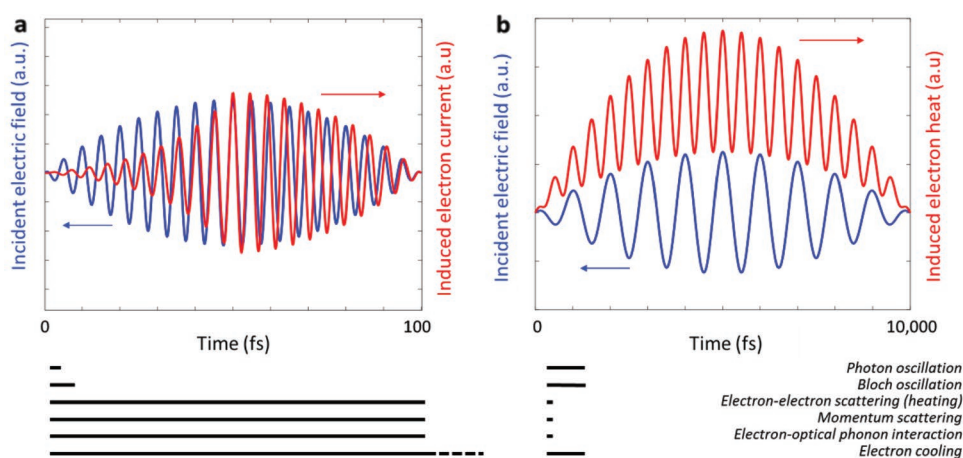 a
Incident electric field (a.u.)
Induced electron current (a.u)
0
100
Time (fs)
b
Incident electric field (a.u.)
Induced electron heat (a.u)
0
10,000
Time (fs)
Photon oscillation
Bloch oscillation
Electron-electron scattering (heating)
Momentum scattering
Electron-optical phonon interaction
Electron cooling